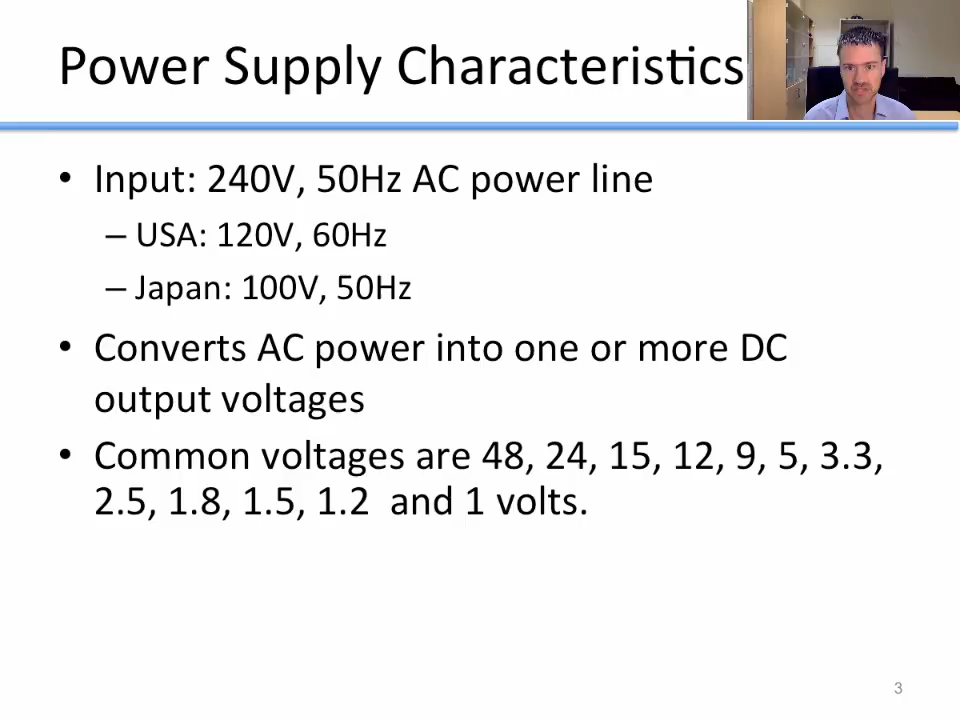 Power Supply Characteristics
• Input: 240V, 50Hz AC power line
– USA: 120V, 60Hz
– Japan: 100V, 50Hz
• Converts AC power into one or more DC
output voltages
• Common voltages are 48, 24, 15, 12, 9, 5, 3.3,
2.5, 1.8, 1.5, 1.2  and 1 volts.
3